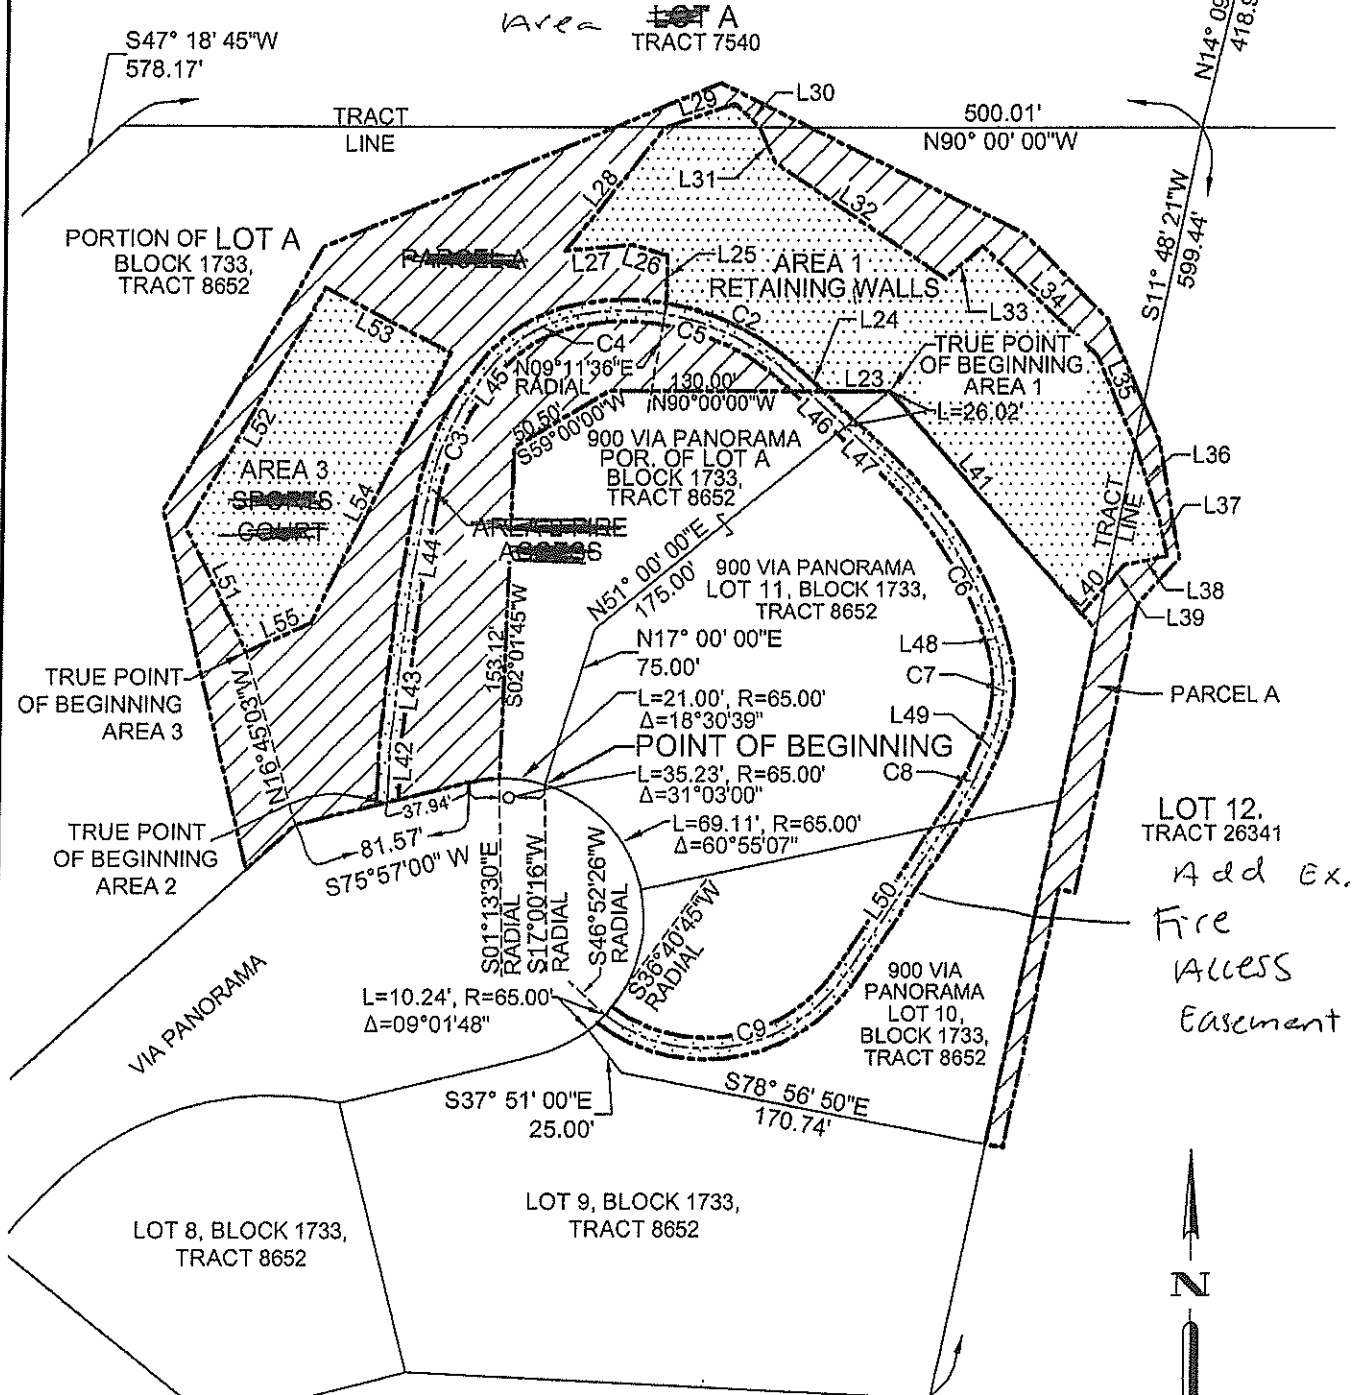 Area LOT A
TRACT 7540
S47° 18' 45"W
578.17'
N14° 09
418.9
TRACT
LINE
500.01'
N90° 00' 00"W
L29
L30
L31
L28
L32
S11° 48' 21"W
599.44'
PORTION OF LOT A
BLOCK 1733,
TRACT 8652
PARCEL A
L27
L26
L25
AREA 1
RETAINING WALLS
L33
L34
L24
C2
L53
C4
C5
N09°11'36"E
RADIAL
TRUE POINT
OF BEGINNING
AREA 1
L35
L45
130.00'
N90°00'00"W
L23
L=26.02'
L52
50.50'
S59°00'00"W
L46
C3
900 VIA PANORAMA
POR. OF LOT A
BLOCK 1733,
TRACT 8652
L47
L41
L36
AREA 3
SPORTS
COURT
L54
L37
TRACT
LINE
L44
N51° 00' 00"E
175.00'
900 VIA PANORAMA
LOT 11, BLOCK 1733,
TRACT 8652
C6
L51
L40
L38
L39
L55
153.12'
S02°01'45"W
N17° 00' 00"E
75.00'
L48
C7
TRUE POINT
OF BEGINNING
AREA 3
N16°45'03"W
L43
L=21.00', R=65.00'
Δ=18°30'39"
L49
PARCEL A
POINT OF BEGINNING
L42
L=35.23', R=65.00'
Δ=31°03'00"
C8
37.94'
L=69.11', R=65.00'
Δ=60°55'07"
TRUE POINT
OF BEGINNING
AREA 2
81.57'
S75°57'00" W
LOT 12.
TRACT 26341
Add Ex.
Fire
Access
Easement
S01°13'30"E
RADIAL
S17°00'16"W
RADIAL
S46°52'26"W
RADIAL
S36°40'45"W
RADIAL
L50
VIA PANORAMA
L=10.24', R=65.00'
Δ=09°01'48"
900 VIA
PANORAMA
LOT 10,
BLOCK 1733,
TRACT 8652
C9
S37° 51' 00"E
25.00'
S78° 56' 50"E
170.74'
LOT 8, BLOCK 1733,
TRACT 8652
LOT 9, BLOCK 1733,
TRACT 8652
N